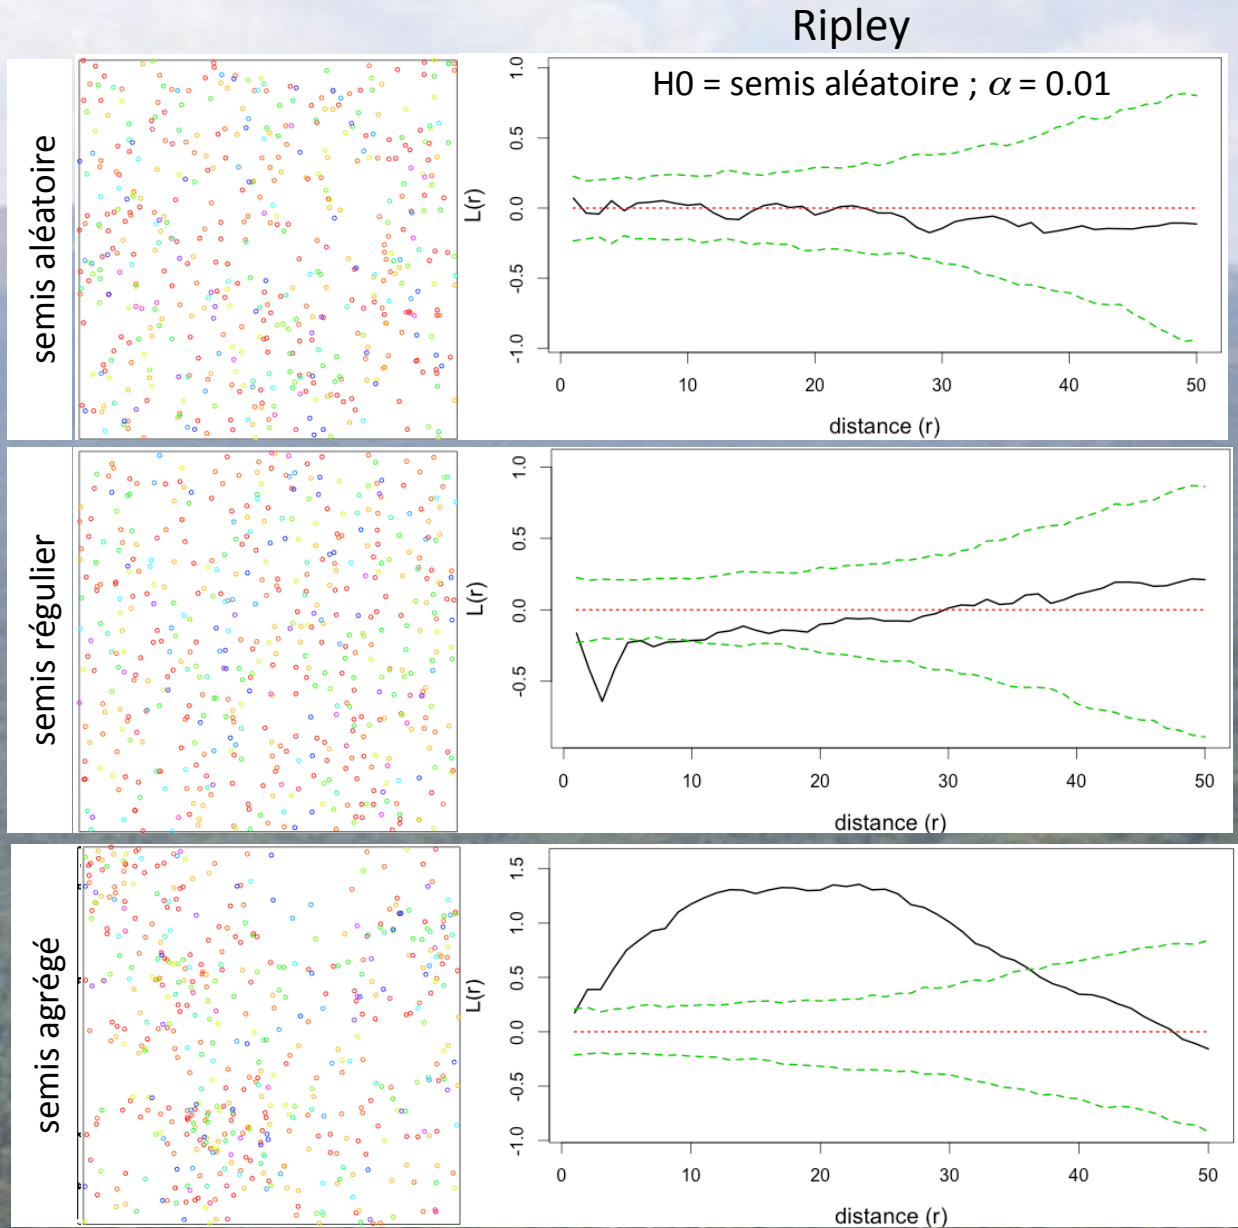 Ripley
semis aléatoire
H0 = semis aléatoire ; α = 0.01
L(r)
1.0
0.5
0.0
-0.5
-1.0
0 10 20 30 40 50
distance (r)
semis régulier
L(r)
1.0
0.5
0.0
-0.5
0 10 20 30 40 50
distance (r)
semis agrégé
L(r)
1.5
1.0
0.5
0.0
-0.5
-1.0
0 10 20 30 40 50
distance (r)